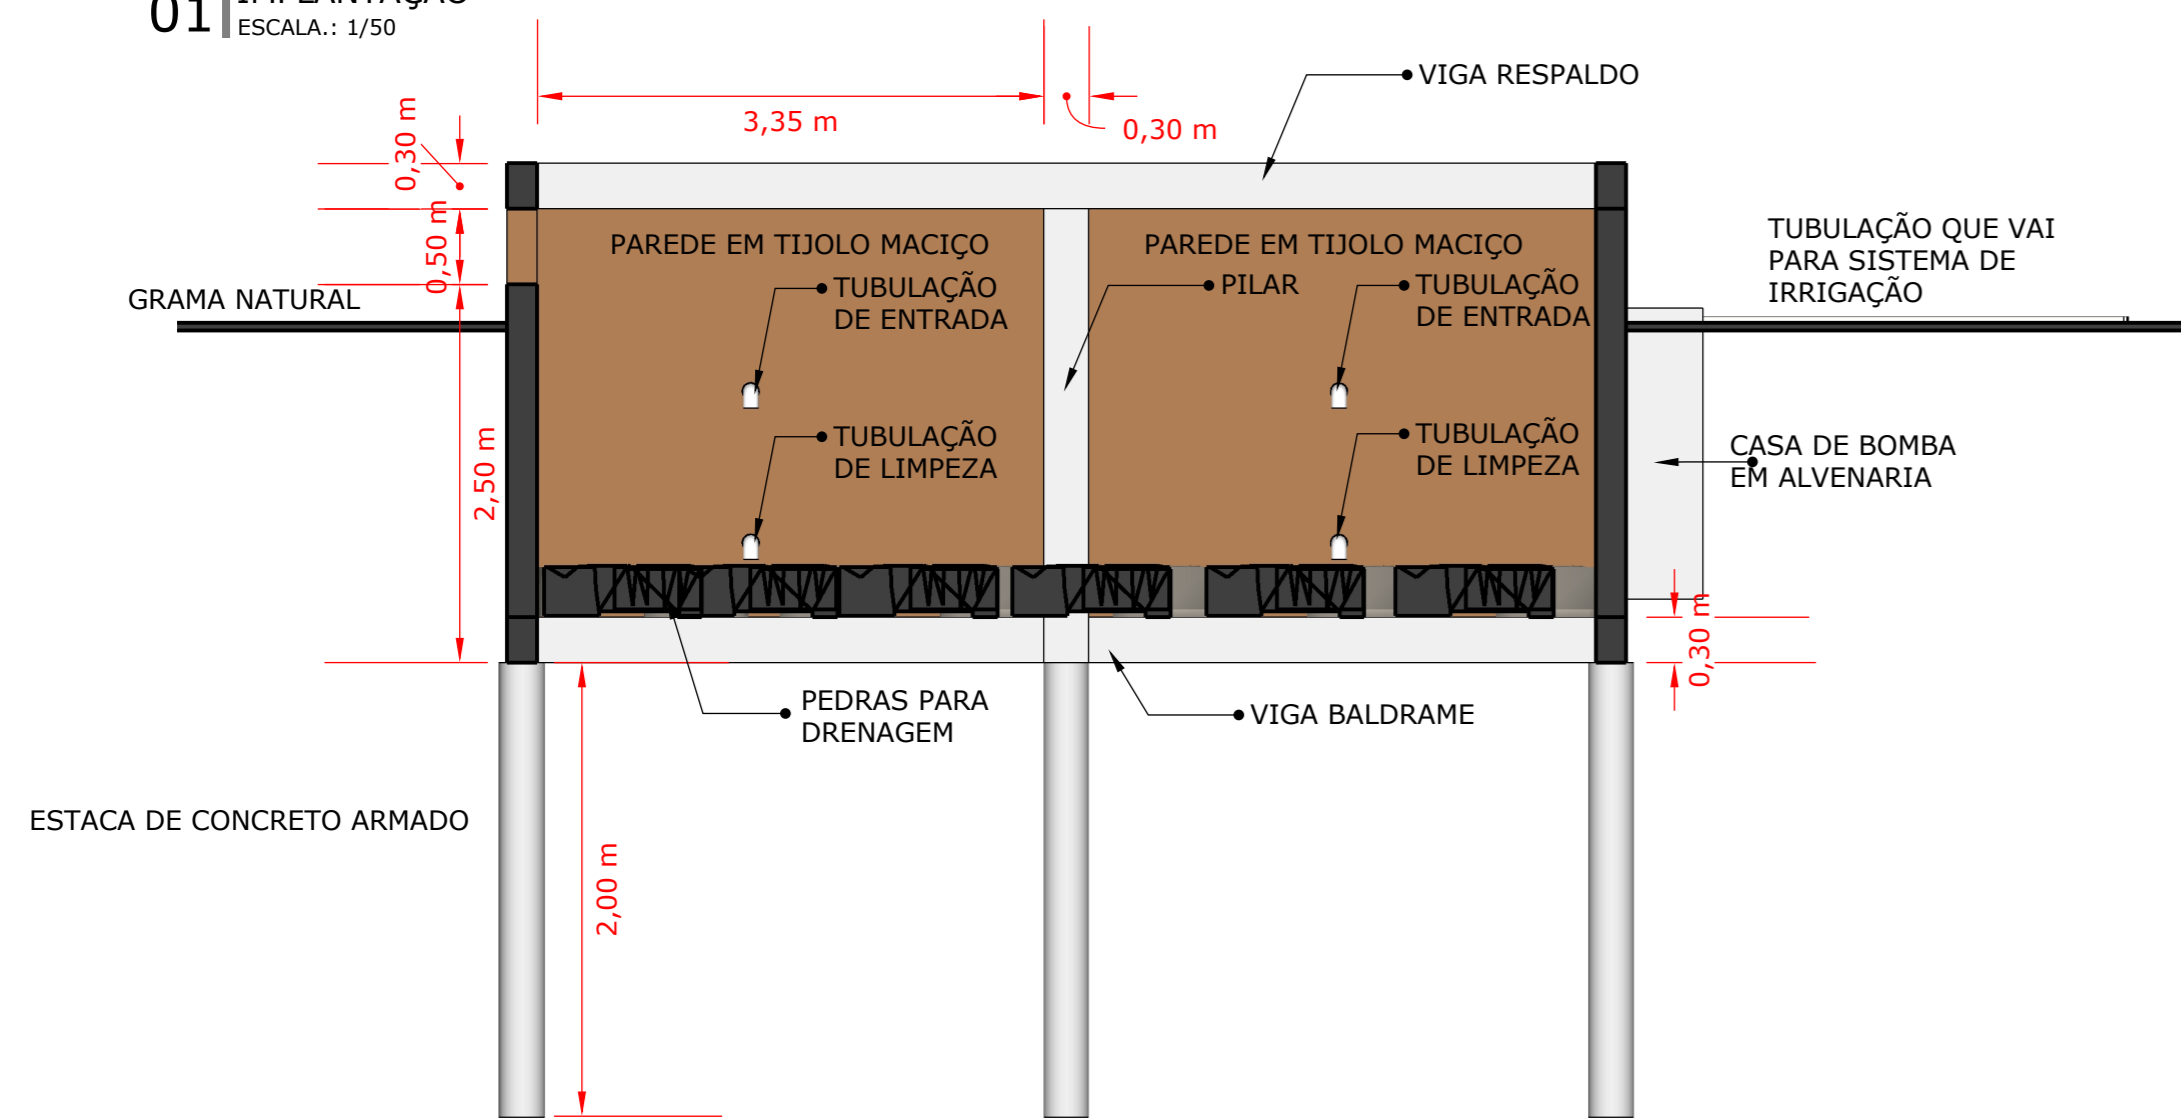 01
IMPLANTAÇÃO
ESCALA.: 1/50
VIGA RESPALDO
3,35 m
0,30 m
0,30 m
0,50 m
PAREDE EM TIJOLO MACIÇO
PAREDE EM TIJOLO MACIÇO
TUBULAÇÃO QUE VAI
PARA SISTEMA DE
IRRIGAÇÃO
GRAMA NATURAL
TUBULAÇÃO
DE ENTRADA
PILAR
TUBULAÇÃO
DE ENTRADA
2,50 m
TUBULAÇÃO
DE LIMPEZA
TUBULAÇÃO
DE LIMPEZA
CASA DE BOMBA
EM ALVENARIA
0,30 m
PEDRAS PARA
DRENAGEM
VIGA BALDRAME
ESTACA DE CONCRETO ARMADO
2,00 m